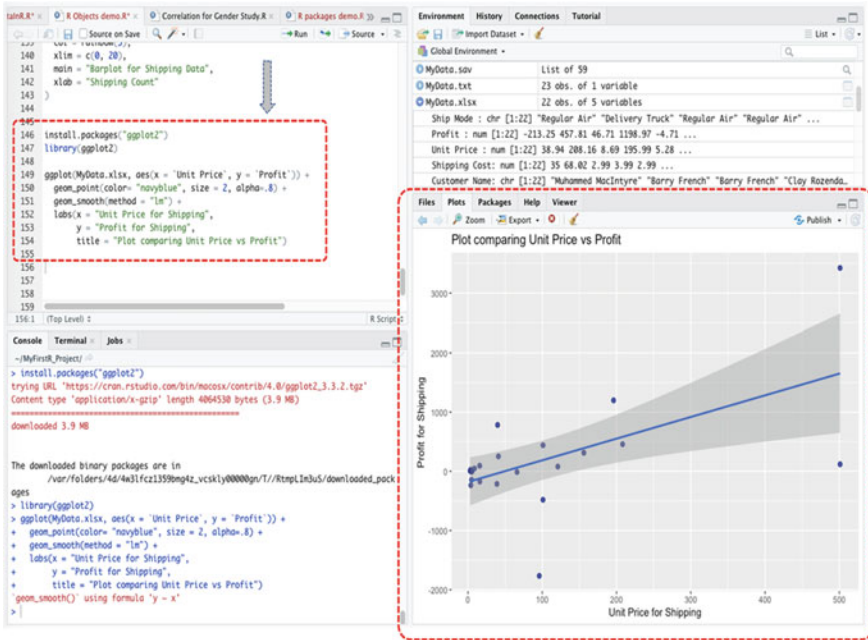 tainR.R* × R Objects demo.R* × Correlation for Gender Study.R × R packages demo.R
Source on Save Run Source
139 col = rainbow(5),
140 xlim = c(0, 20),
141 main = "Barplot for Shipping Data",
142 xlab = "Shipping Count"
143 )
144
145
146 install.packages("ggplot2")
147 library(ggplot2)
148
149 ggplot(MyData.xlsx, aes(x = `Unit Price`, y = `Profit`)) +
150 geom_point(color= "navyblue", size = 2, alpha=.8) +
151 geom_smooth(method = "lm") +
152 labs(x = "Unit Price for Shipping",
153 y = "Profit for Shipping",
154 title = "Plot comparing Unit Price vs Profit")
155
156
157
158
159
156:1 (Top Level) R Script
Console Terminal × Jobs ×
~/MyFirstR_Project/
> install.packages("ggplot2")
trying URL 'https://cran.rstudio.com/bin/macosx/contrib/4.0/ggplot2_3.3.2.tgz'
Content type 'application/x-gzip' length 4064530 bytes (3.9 MB)
==================================================
downloaded 3.9 MB
The downloaded binary packages are in
/var/folders/4d/4w3lfcz1359bmg4z_vcskly00000gn/T//RtmpLIm3uS/downloaded_pack
ages
> library(ggplot2)
> ggplot(MyData.xlsx, aes(x = `Unit Price`, y = `Profit`)) +
+ geom_point(color= "navyblue", size = 2, alpha=.8) +
+ geom_smooth(method = "lm") +
+ labs(x = "Unit Price for Shipping",
+ y = "Profit for Shipping",
+ title = "Plot comparing Unit Price vs Profit")
`geom_smooth()` using formula 'y ~ x'
>
Environment History Connections Tutorial
Import Dataset List
Global Environment
MyData.sav List of 59
MyData.txt 23 obs. of 1 variable
MyData.xlsx 22 obs. of 5 variables
Ship Mode : chr [1:22] "Regular Air" "Delivery Truck" "Regular Air" "Regular Air" ...
Profit : num [1:22] -213.25 457.81 46.71 1198.97 -4.71 ...
Unit Price : num [1:22] 38.94 208.16 8.69 195.99 5.28 ...
Shipping Cost: num [1:22] 35 68.02 2.99 3.99 2.99 ...
Customer Name: chr [1:22] "Muhammed MacIntyre" "Barry French" "Barry French" "Clay Rozenda…
Files Plots Packages Help Viewer
Zoom Export Publish
Plot comparing Unit Price vs Profit
3000
2000
1000
0
-1000
-2000
Profit for Shipping
0 100 200 300 400 500
Unit Price for Shipping